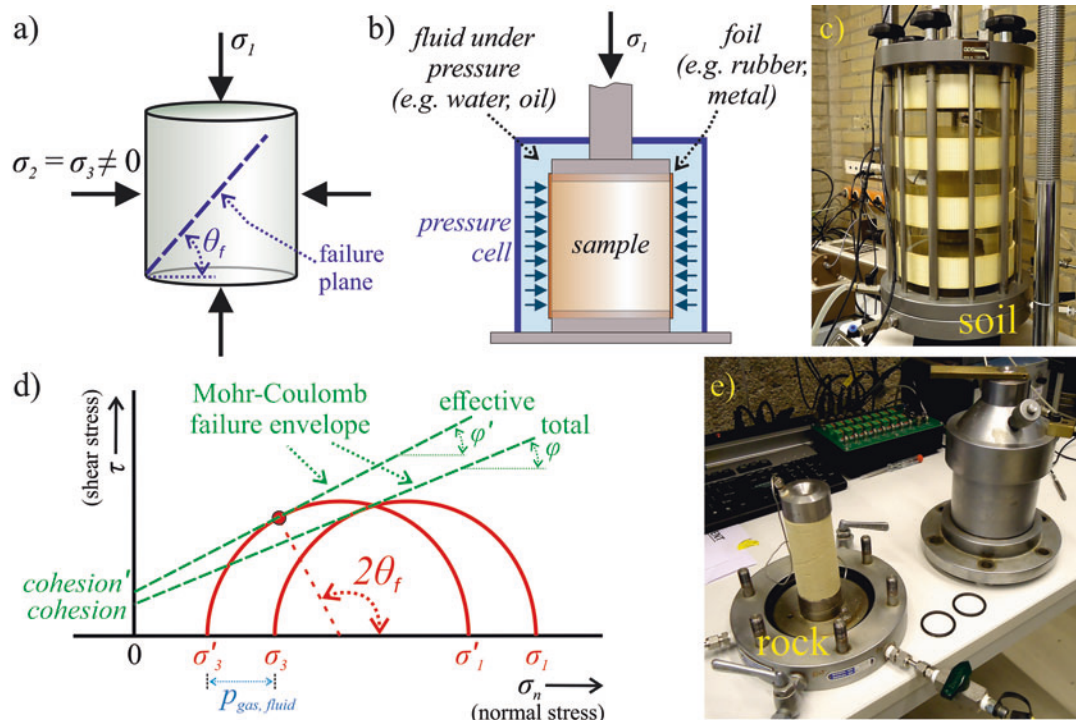 a)
σ1
σ2 = σ3 ≠ 0
θf
failure
plane
b)
fluid under
pressure
(e.g. water, oil)
σ1
foil
(e.g. rubber,
metal)
pressure
cell
sample
c)
soil
d)
τ
(shear stress)
Mohr-Coulomb
failure envelope
effective
φ'
total
φ
cohesion'
cohesion
2θf
0
σ'3
σ3
σ'1
σ1
pgas, fluid
σn
(normal stress)
e)
rock